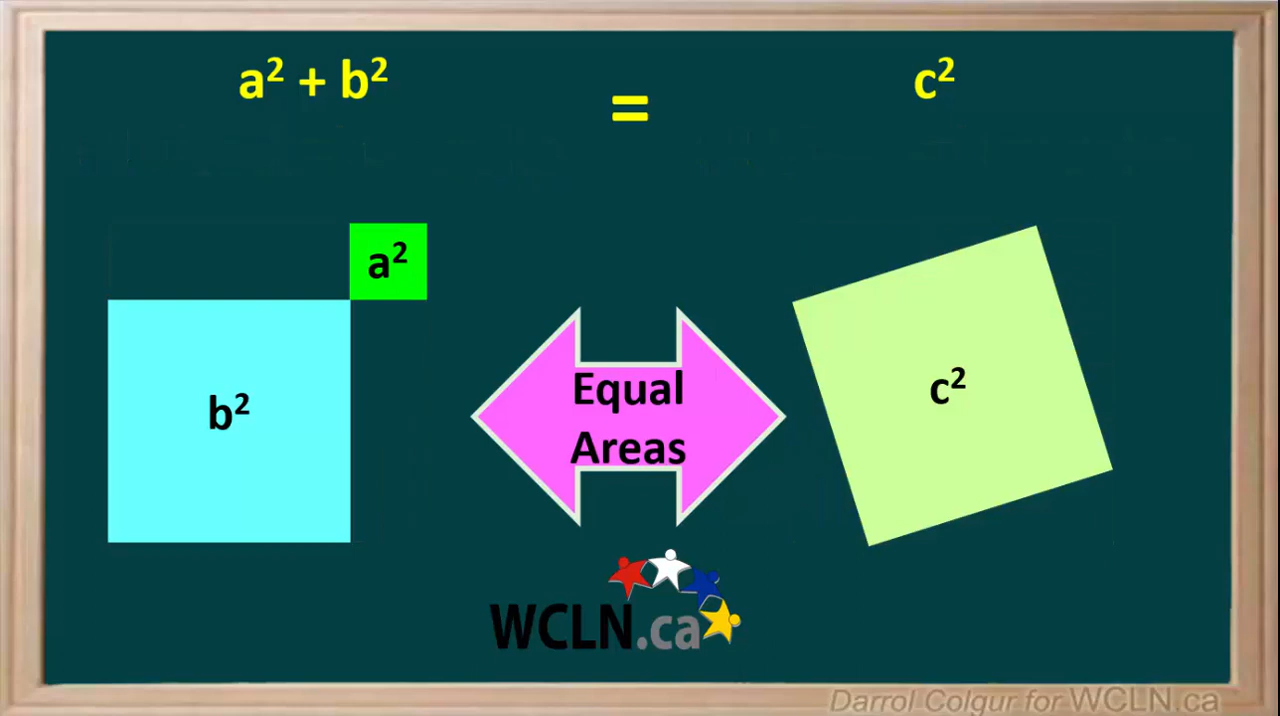 a² + b²
=
c²
a²
b²
Equal
Areas
c²
WCLN.ca
Darrol Colgur for WCLN.ca